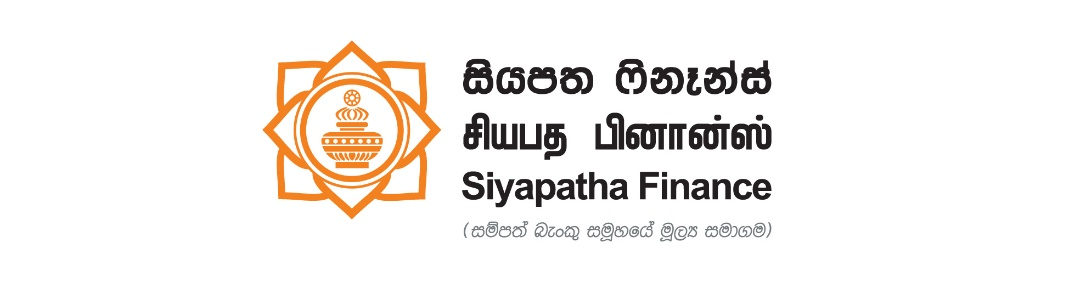 සියපත ෆිනෑන්ස්
சியபத பினான்ஸ்
Siyapatha Finance
(සම්පත් බැංකු සමූහයේ මූල්‍ය සමාගම)